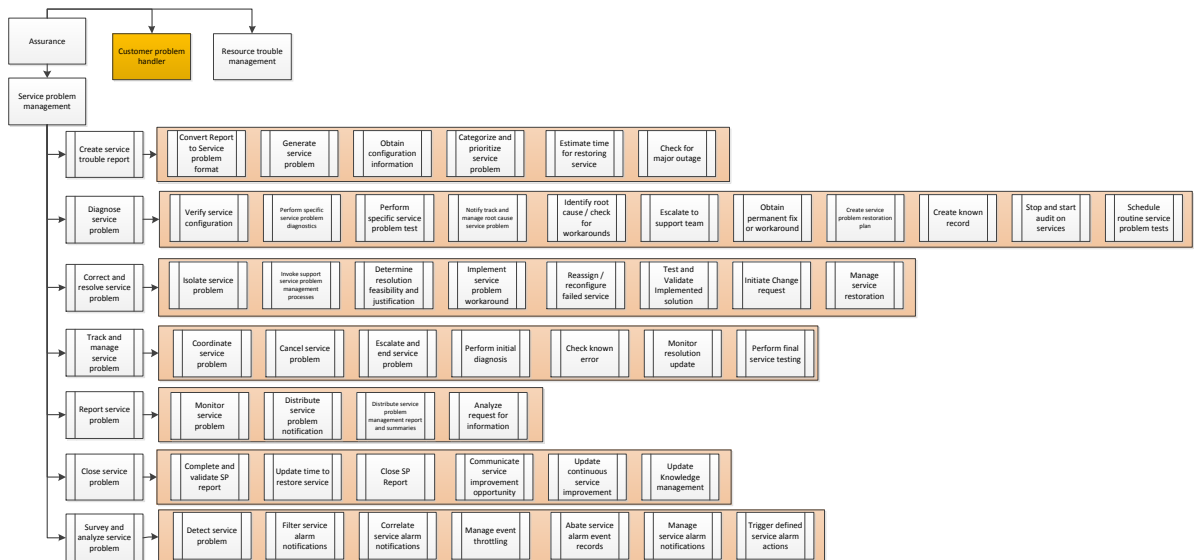 Assurance
Customer problem
handler
Resource trouble
management
Service problem
management
Create service
trouble report
Convert Report
to Service
problem
format
Generate
service
problem
Obtain
configuration
information
Categorize and
prioritize
service
problem
Estimate time
for restoring
service
Check for
major outage
Diagnose
service
problem
Verify service
configuration
Perform specific
service problem
diagnostics
Perform
specific service
problem test
Notify track and
manage root cause
service problem
Identify root
cause / check
for
workarounds
Escalate to
support team
Obtain
permanent fix
or workaround
Create service
problem restoration
plan
Create known
record
Stop and start
audit on
services
Schedule
routine service
problem tests
Correct and
resolve service
problem
Isolate service
problem
Invoke support
service problem
management
processes
Determine
resolution
feasibility and
justification
Implement
service
problem
workaround
Reassign /
reconfigure
failed service
Test and
Validate
Implemented
solution
Initiate Change
request
Manage
service
restoration
Track and
manage
service
problem
Coordinate
service
problem
Cancel service
problem
Escalate and
end service
problem
Perform initial
diagnosis
Check known
error
Monitor
resolution
update
Perform final
service testing
Report service
problem
Monitor
service
problem
Distribute
service
problem
notification
Distribute service
problem
management report
and summaries
Analyze
request for
information
Close service
problem
Complete and
validate SP
report
Update time to
restore service
Close SP
Report
Communicate
service
improvement
opportunity
Update
continuous
service
improvement
Update
Knowledge
management
Survey and
analyze service
problem
Detect service
problem
Filter service
alarm
notifications
Correlate
service alarm
notifications
Manage event
throttling
Abate service
alarm event
records
Manage
service alarm
notifications
Trigger defined
service alarm
actions